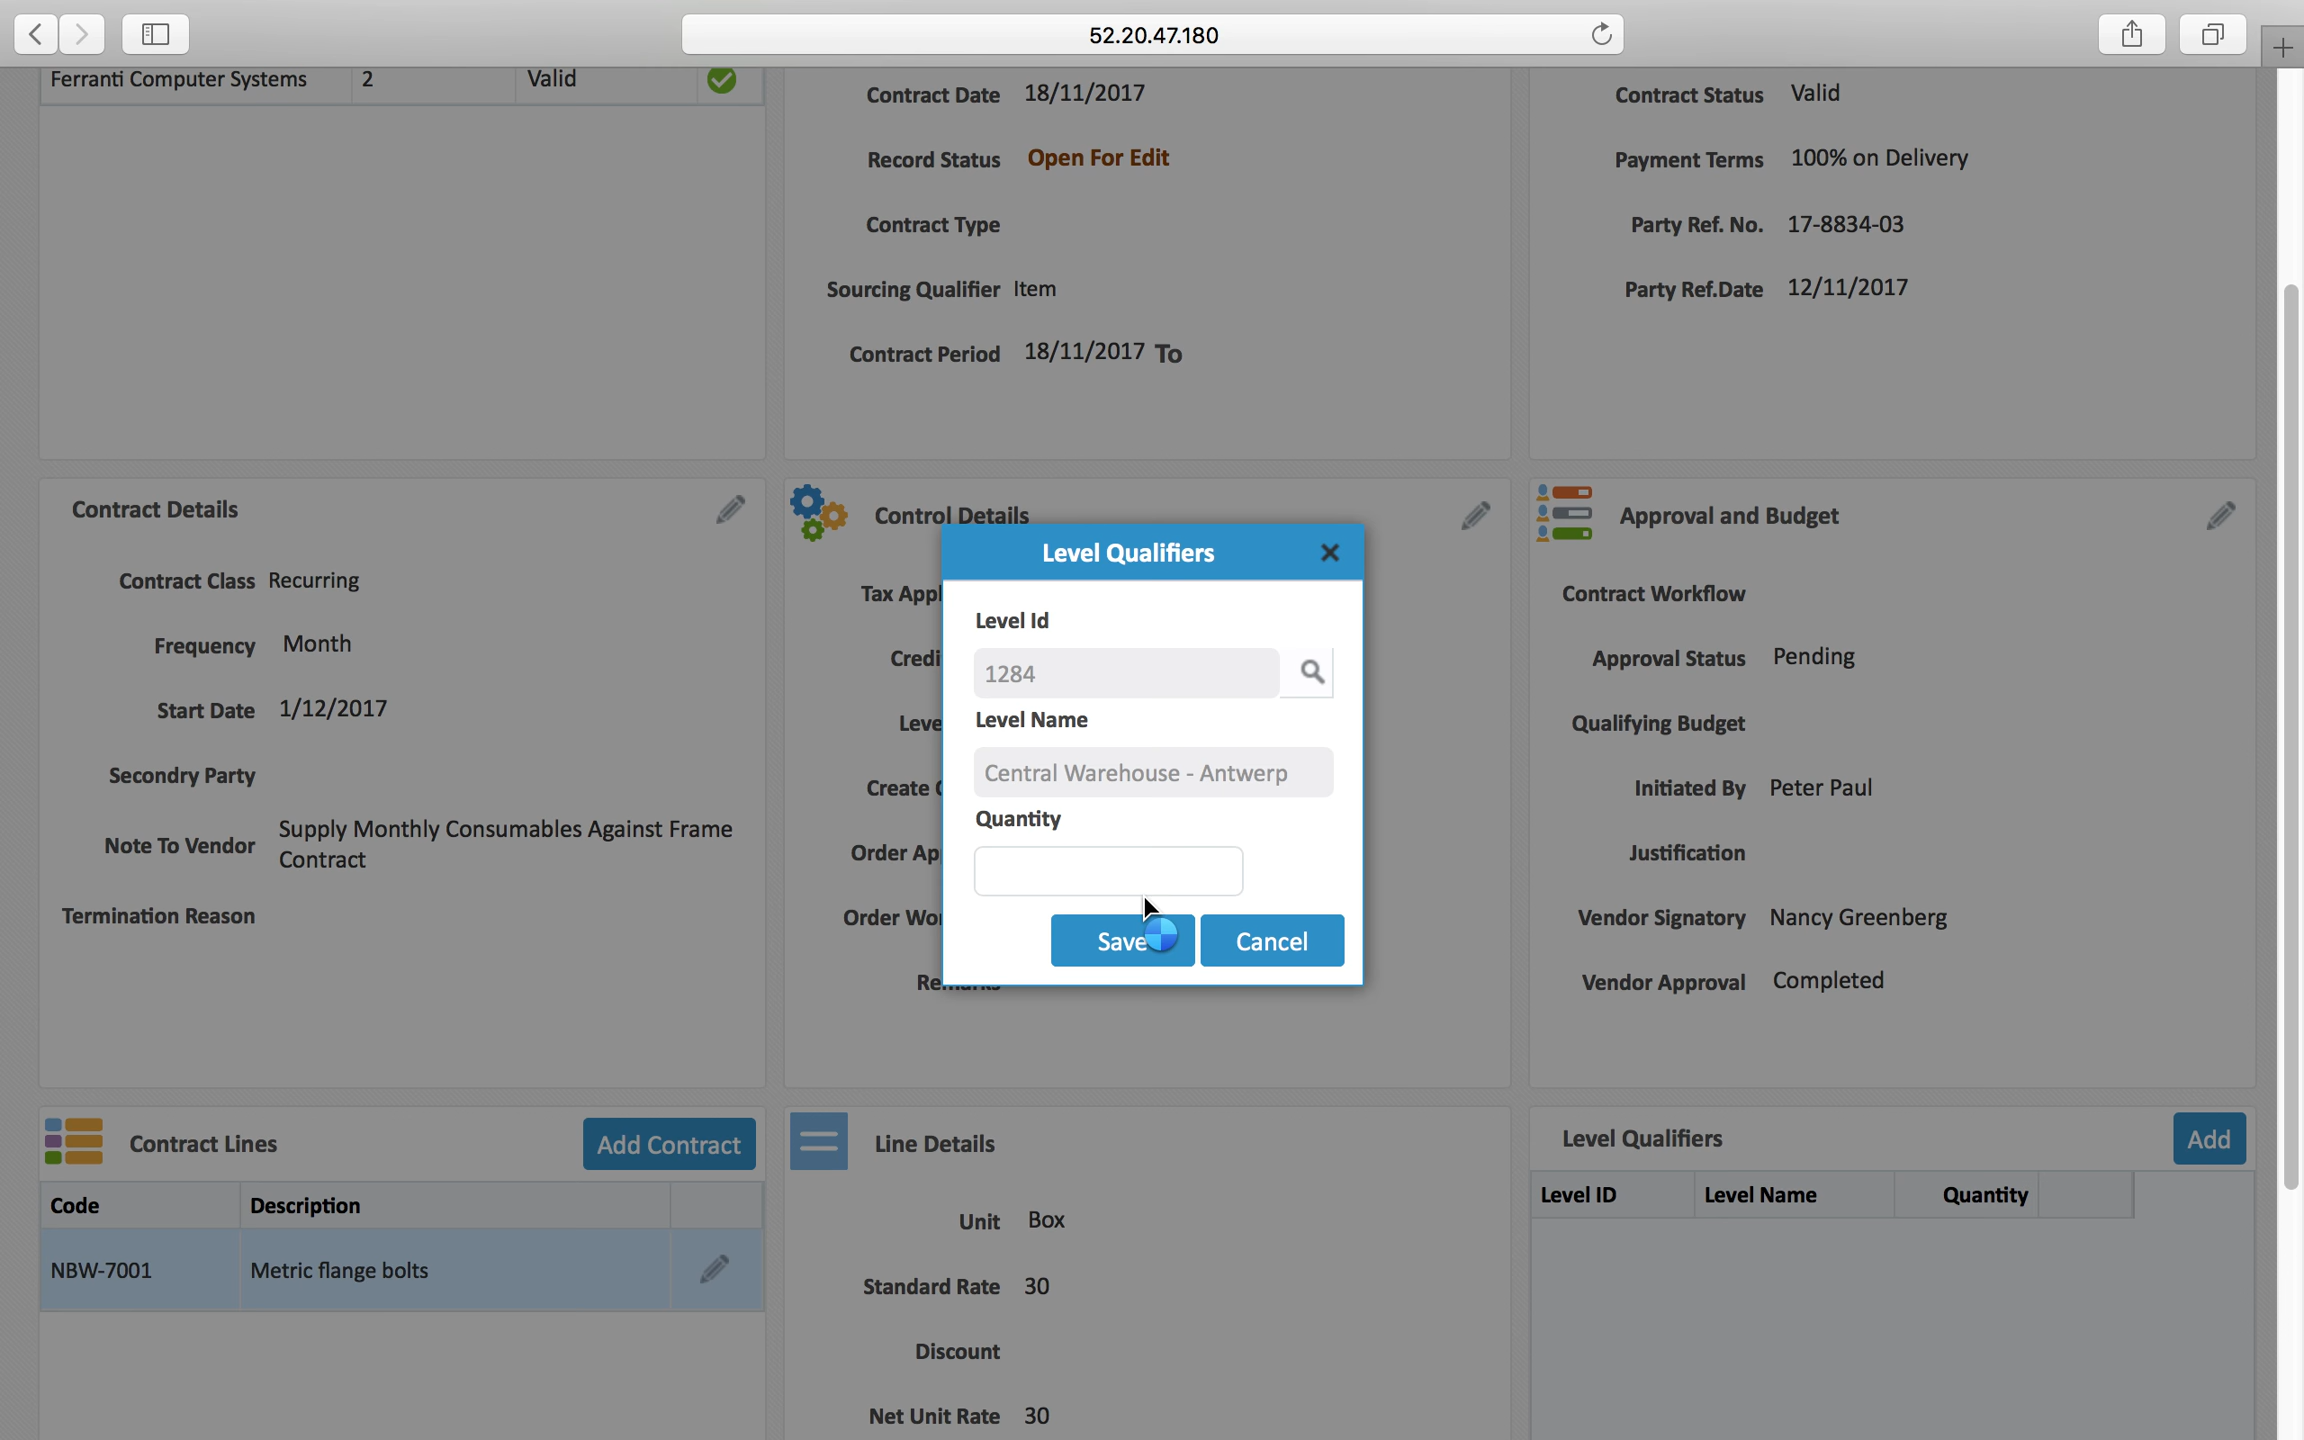 52.20.47.180
Ferranti Computer Systems 2 Valid
Contract Date 18/11/2017
Record Status Open For Edit
Contract Type
Sourcing Qualifier Item
Contract Period 18/11/2017 To
Contract Status Valid
Payment Terms 100% on Delivery
Party Ref. No. 17-8834-03
Party Ref.Date 12/11/2017
Contract Details
Contract Class Recurring
Frequency Month
Start Date 1/12/2017
Secondry Party
Note To Vendor Supply Monthly Consumables Against Frame
Contract
Termination Reason
Control Details
Tax Appl
Credi
Leve
Create
Order Ap
Order Wo
Level Qualifiers
Level Id
1284
Level Name
Central Warehouse - Antwerp
Quantity
Save Cancel
Approval and Budget
Contract Workflow
Approval Status Pending
Qualifying Budget
Initiated By Peter Paul
Justification
Vendor Signatory Nancy Greenberg
Vendor Approval Completed
Contract Lines Add Contract
Code Description
NBW-7001 Metric flange bolts
Line Details
Unit Box
Standard Rate 30
Discount
Net Unit Rate 30
Level Qualifiers Add
Level ID Level Name Quantity